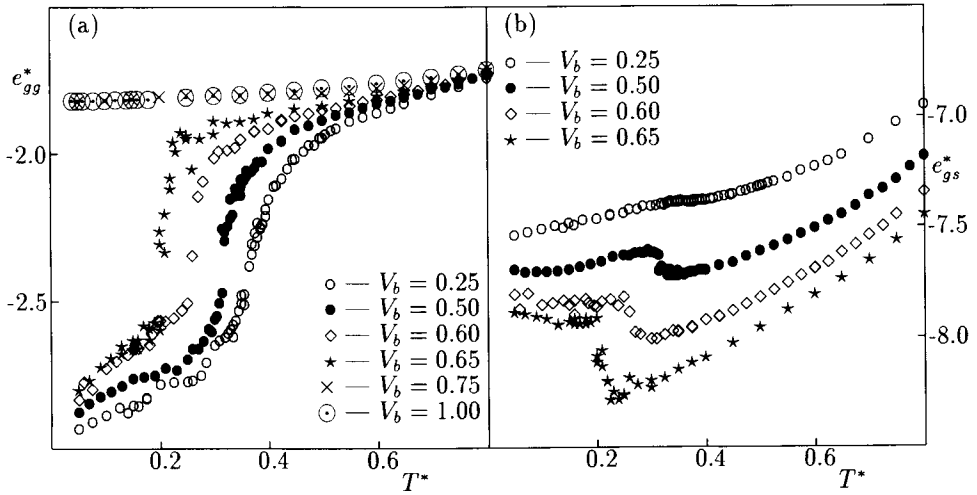 (a)
e*gg
-2.0
-2.5
○ — V_b = 0.25
● — V_b = 0.50
◇ — V_b = 0.60
★ — V_b = 0.65
× — V_b = 0.75
⊙ — V_b = 1.00
0.2 0.4 0.6
T*
(b)
○ — V_b = 0.25
● — V_b = 0.50
◇ — V_b = 0.60
★ — V_b = 0.65
-7.0
e*gs
-7.5
-8.0
0.2 0.4 0.6
T*